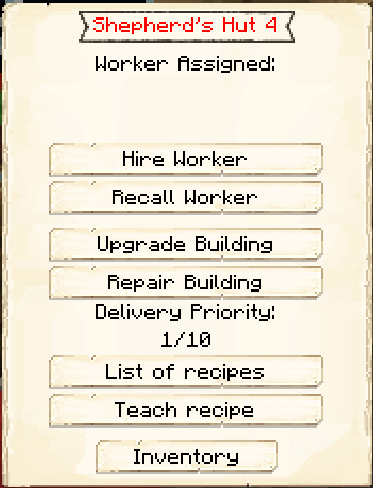 Shepherd's Hut 4
Worker Assigned:
Hire Worker
Recall Worker
Upgrade Building
Repair Building
Delivery Priority:
1/10
List of recipes
Teach recipe
Inventory